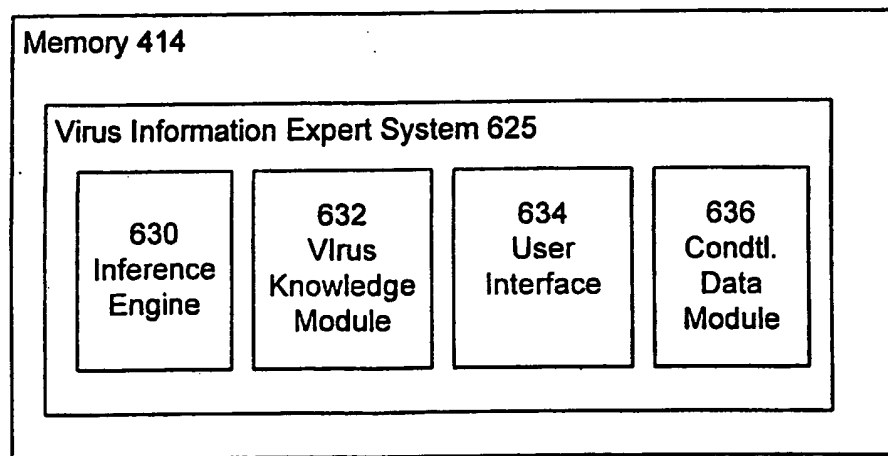 Memory 414
Virus Information Expert System 625
630
Inference
Engine
632
VIrus
Knowledge
Module
634
User
Interface
636
Condtl.
Data
Module